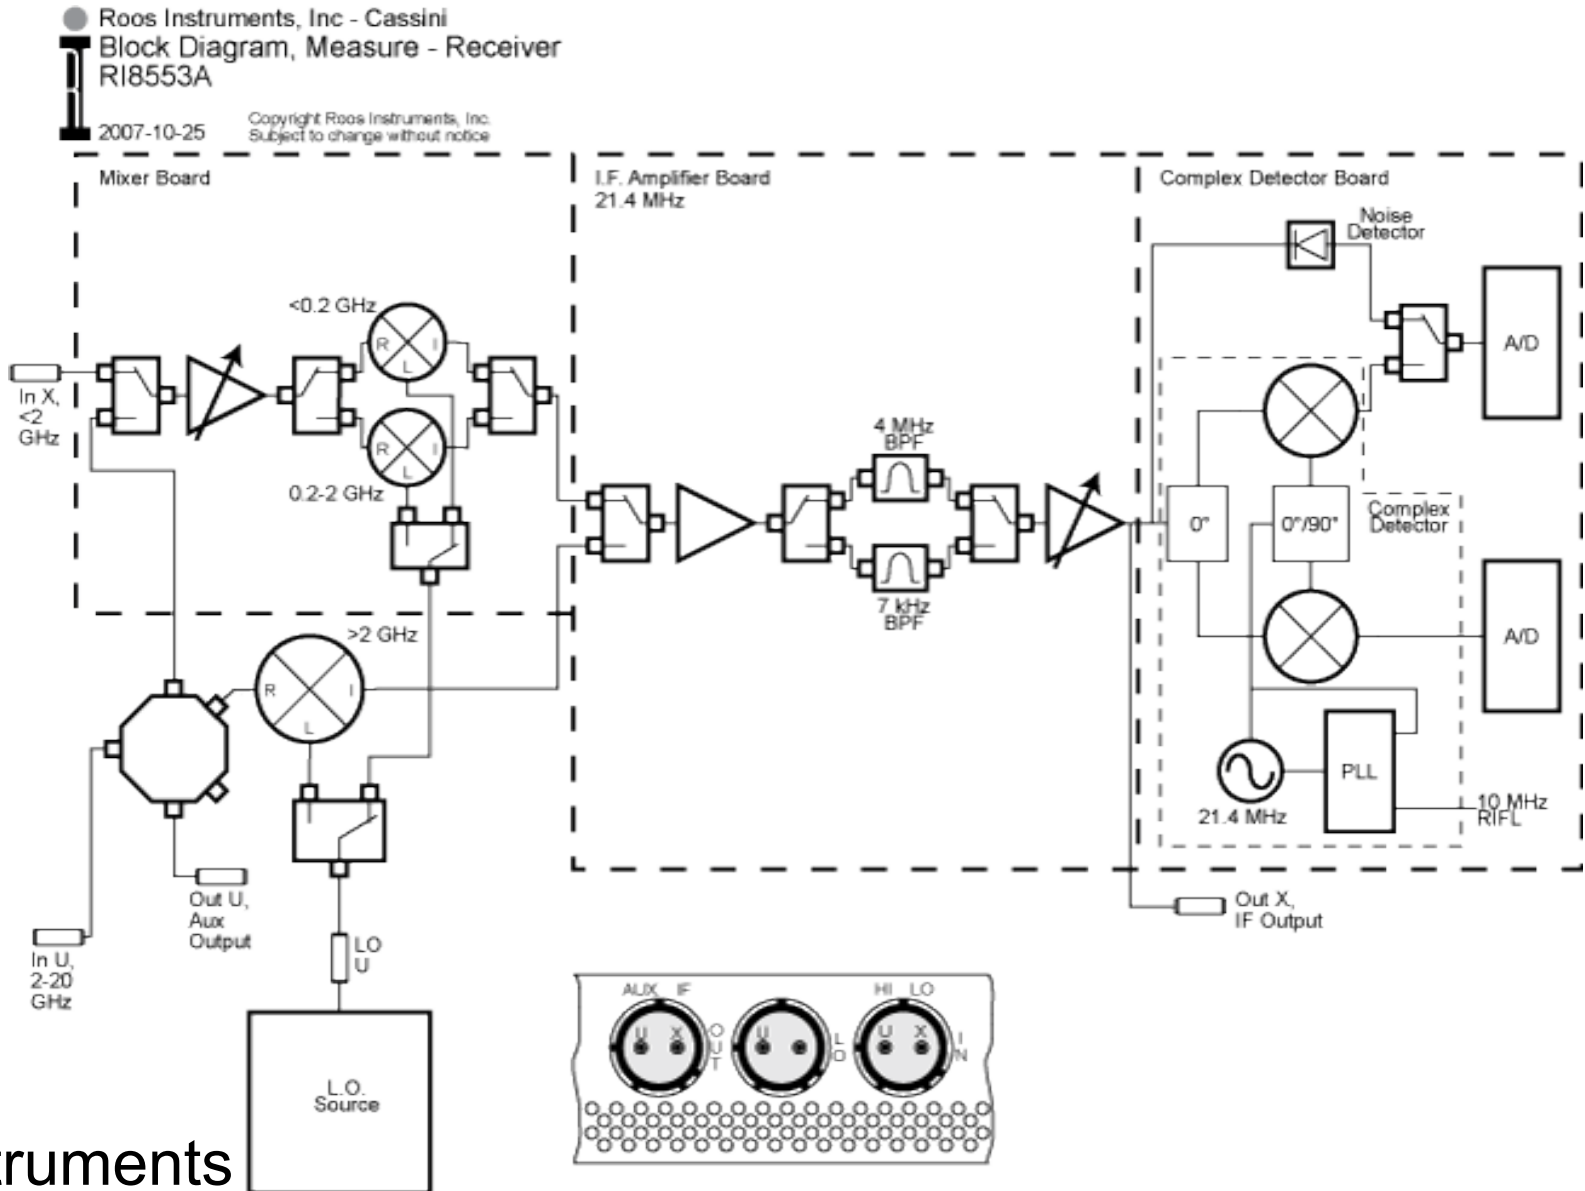 Roos Instruments, Inc - Cassini
Block Diagram, Measure - Receiver
RI8553A
2007-10-25
Copyright Roos Instruments, Inc.
Subject to change without notice
Mixer Board
I.F. Amplifier Board
21.4 MHz
Complex Detector Board
Noise
Detector
<0.2 GHz
R
I
L
A/D
In X,
<2
GHz
R
I
L
0.2-2 GHz
4 MHz
BPF
7 kHz
BPF
0°
0°/90°
Complex
Detector
A/D
>2 GHz
R
I
L
PLL
21.4 MHz
10 MHz
RIFL
Out U,
Aux
Output
In U,
2-20
GHz
LO
U
Out X,
IF Output
AUX IF
HI LO
U X
OUT
U
LO
U X
IN
L.O.
Source
truments